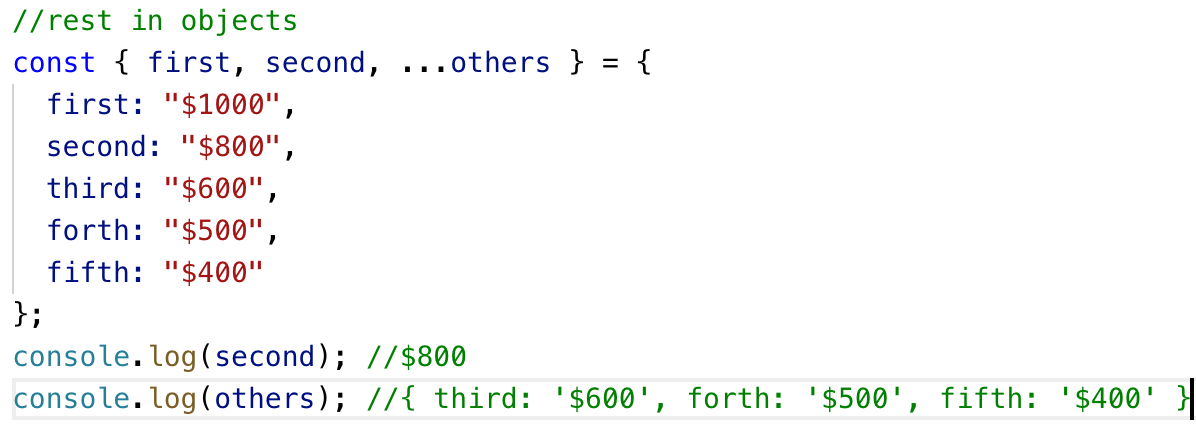 //rest in objects
const { first, second, ...others } = {
  first: "$1000",
  second: "$800",
  third: "$600",
  forth: "$500",
  fifth: "$400"
};
console.log(second); //$800
console.log(others); //{ third: '$600', forth: '$500', fifth: '$400' }